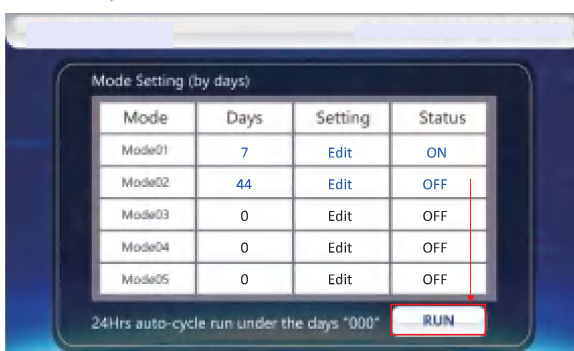 Mode Setting (by days)
Mode Days Setting Status
Mode01 7 Edit ON
Mode02 44 Edit OFF
Mode03 0 Edit OFF
Mode04 0 Edit OFF
Mode05 0 Edit OFF
24Hrs auto-cycle run under the days "000" RUN